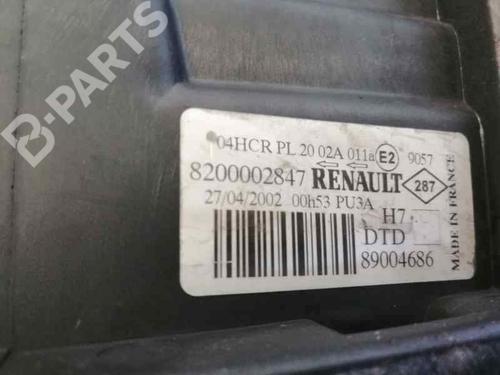 B-PARTS
04HCR PL 20 02A 011a E2 9057
8200002847 RENAULT 287
27/04/2002 00h53 PU3A
H7
DTD
89004686
MADE IN FRANCE